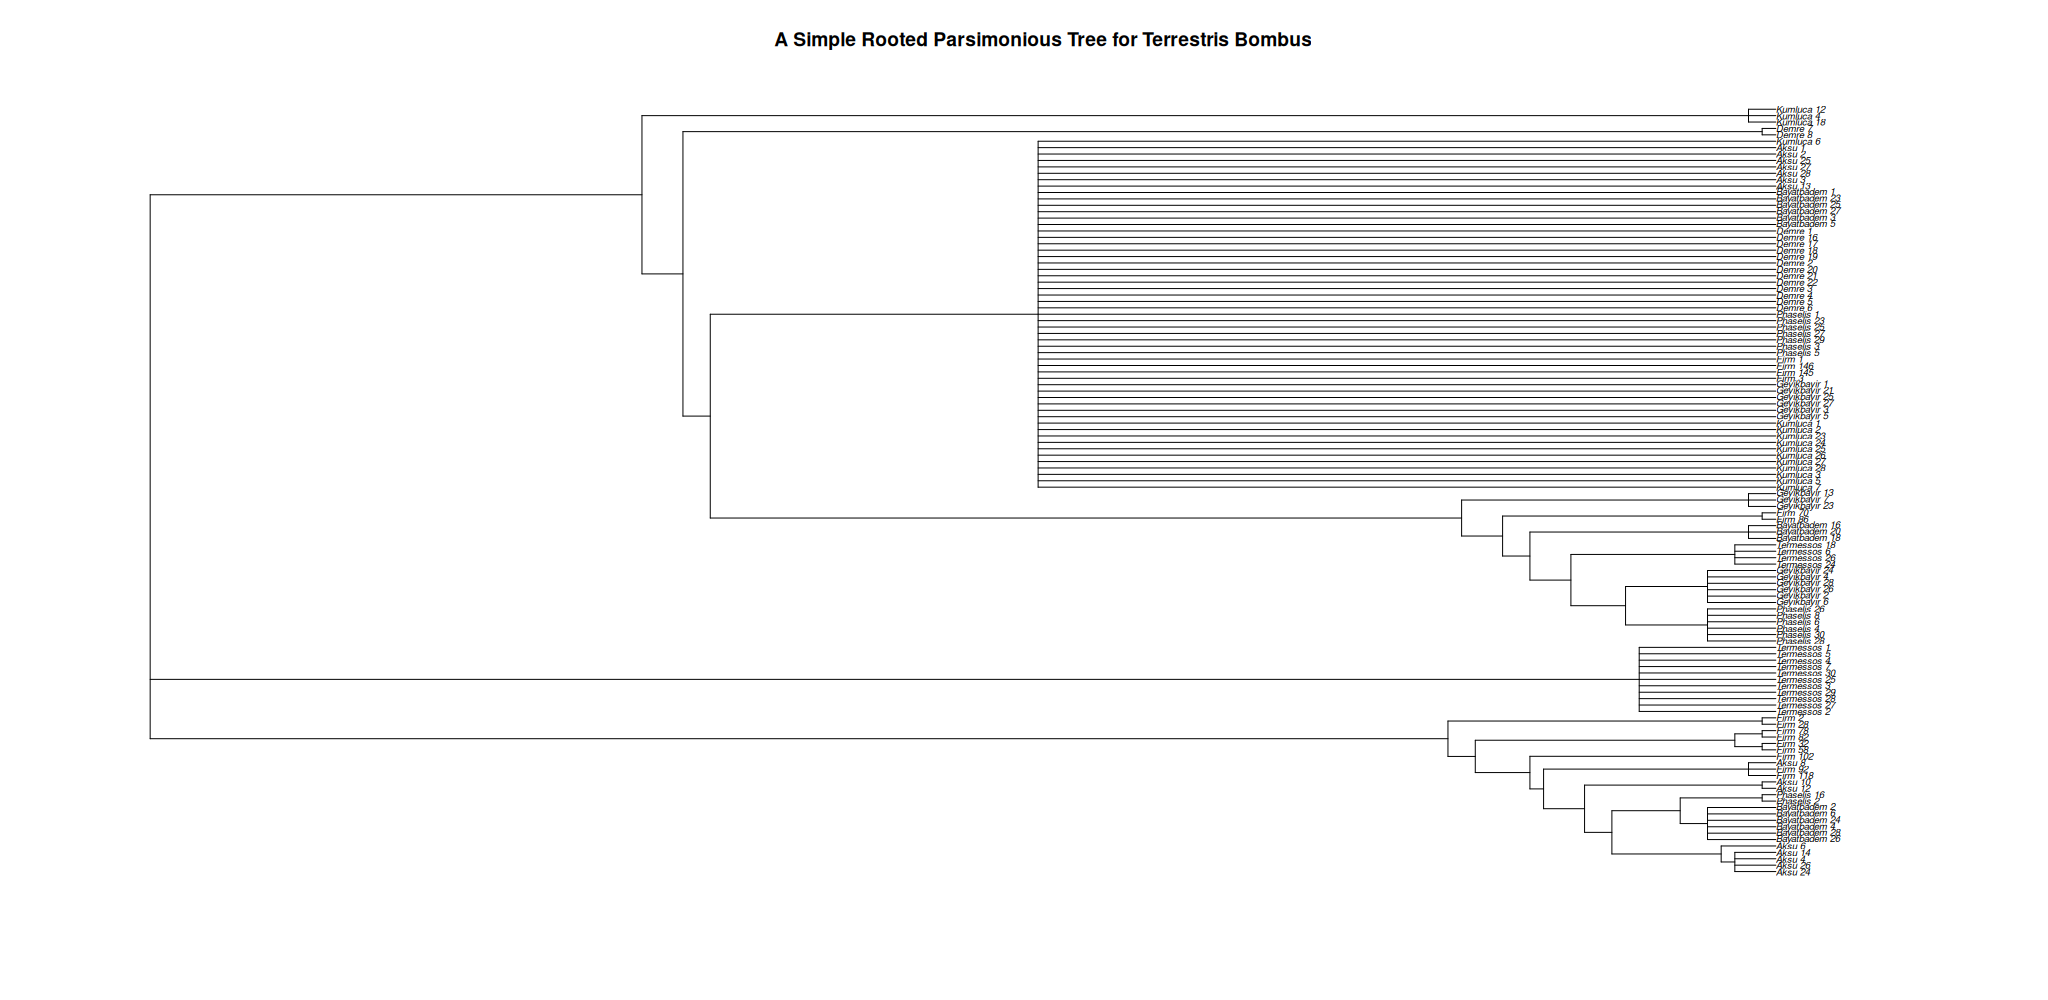 A Simple Rooted Parsimonious Tree for Terrestris Bombus
Kumluca 12
Kumluca 4
Kumluca 18
Demre 7
Demre 8
Kumluca 6
Aksu 1
Aksu 2
Aksu 25
Aksu 27
Aksu 28
Aksu 3
Aksu 13
Bayatbadem 1
Bayatbadem 23
Bayatbadem 25
Bayatbadem 27
Bayatbadem 3
Bayatbadem 5
Demre 1
Demre 16
Demre 17
Demre 18
Demre 19
Demre 2
Demre 20
Demre 21
Demre 22
Demre 3
Demre 4
Demre 5
Demre 6
Phaselis 1
Phaselis 23
Phaselis 25
Phaselis 27
Phaselis 29
Phaselis 3
Phaselis 5
Firm 1
Firm 146
Firm 145
Firm 3
Geyikbayir 1
Geyikbayir 21
Geyikbayir 25
Geyikbayir 27
Geyikbayir 3
Geyikbayir 5
Kumluca 1
Kumluca 2
Kumluca 23
Kumluca 24
Kumluca 25
Kumluca 26
Kumluca 27
Kumluca 28
Kumluca 3
Kumluca 5
Kumluca 7
Geyikbayir 13
Geyikbayir 7
Geyikbayir 23
Firm 70
Firm 86
Bayatbadem 16
Bayatbadem 20
Bayatbadem 18
Termessos 18
Termessos 6
Termessos 26
Termessos 24
Geyikbayir 24
Geyikbayir 4
Geyikbayir 28
Geyikbayir 26
Geyikbayir 2
Geyikbayir 6
Phaselis 26
Phaselis 8
Phaselis 6
Phaselis 4
Phaselis 30
Phaselis 28
Termessos 1
Termessos 5
Termessos 4
Termessos 7
Termessos 30
Termessos 25
Termessos 3
Termessos 29
Termessos 28
Termessos 27
Termessos 2
Firm 2
Firm 28
Firm 78
Firm 82
Firm 32
Firm 58
Firm 102
Aksu 8
Firm 92
Firm 118
Aksu 10
Aksu 12
Phaselis 16
Phaselis 2
Bayatbadem 2
Bayatbadem 6
Bayatbadem 24
Bayatbadem 4
Bayatbadem 28
Bayatbadem 26
Aksu 6
Aksu 14
Aksu 4
Aksu 26
Aksu 24